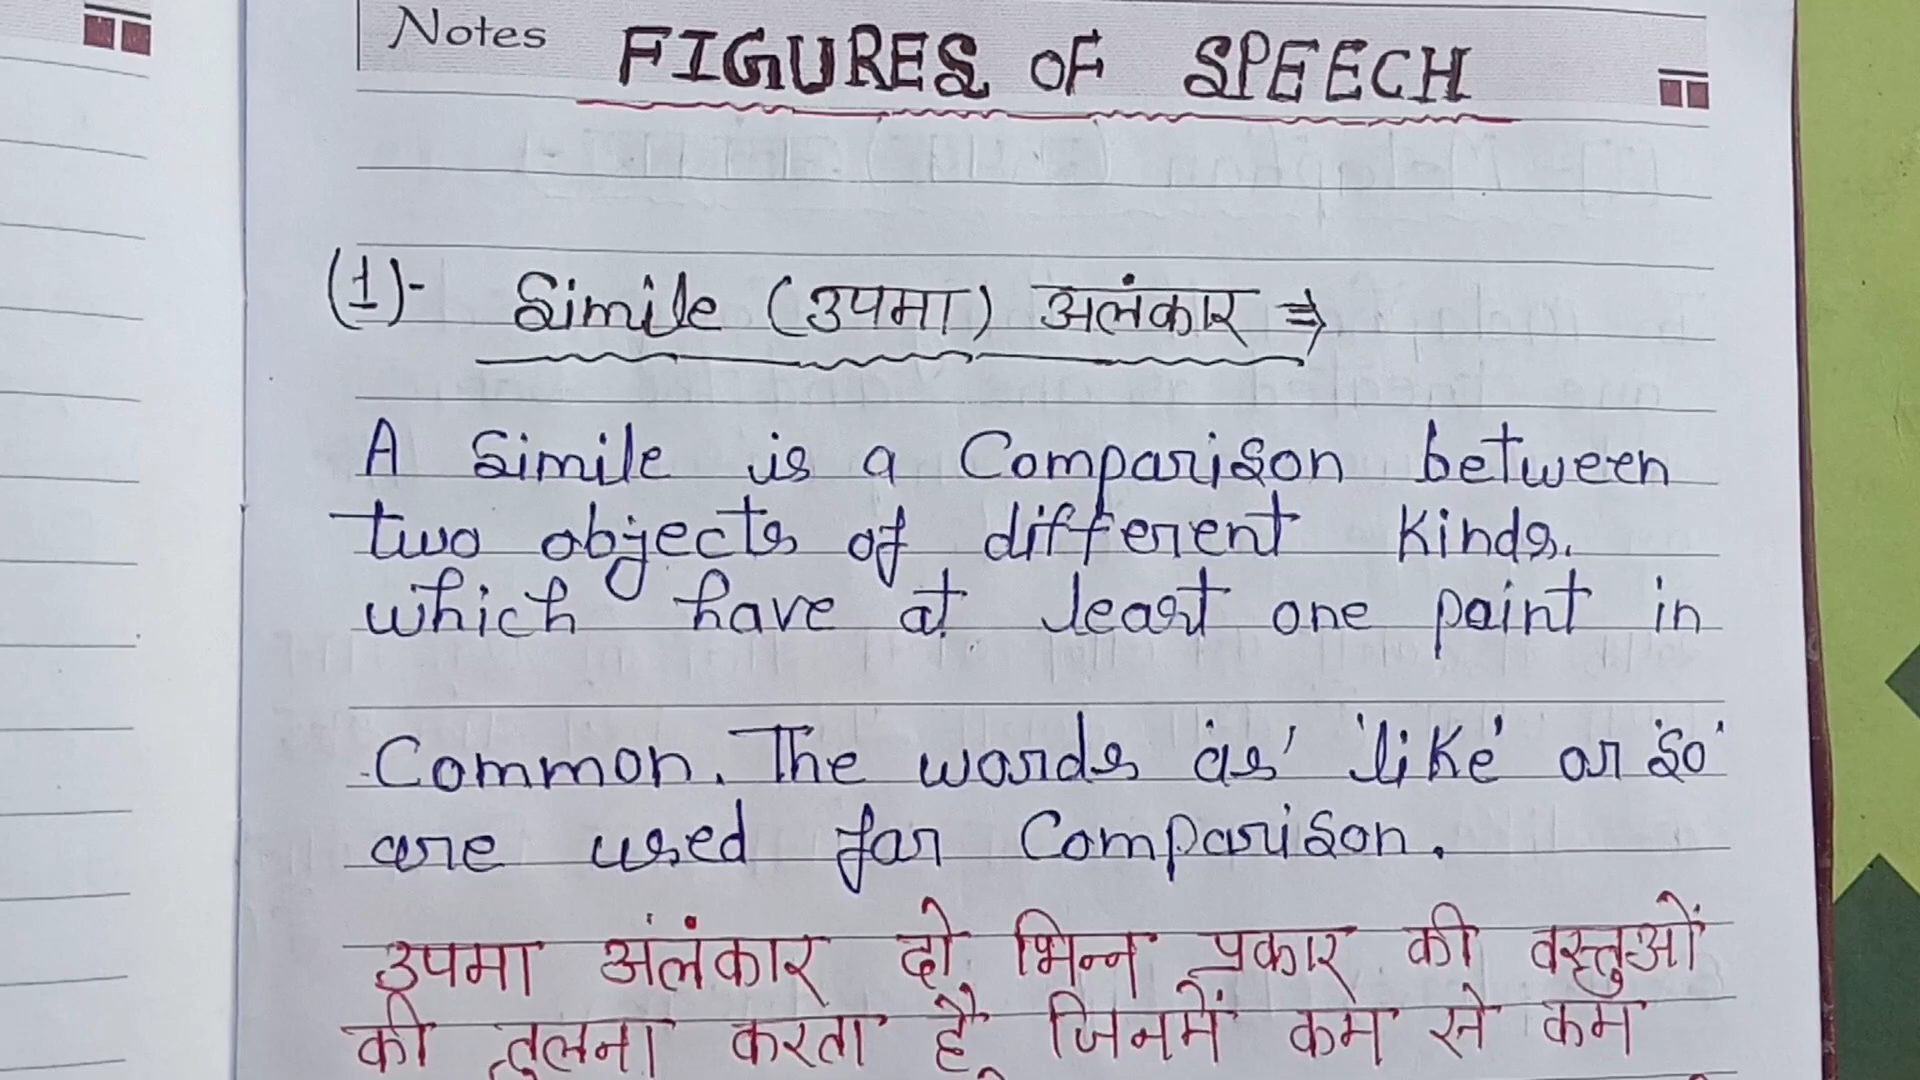 Notes FIGURES OF SPEECH
(1)- Simile (उपमा) अलंकार ⇒
A Simile is a Comparison between
two objects of different Kinds.
which have at least one point in
Common. The words 'as' 'like' or 'so'
are used for Comparison.
उपमा अंलंकार दो भिन्न प्रकार की वस्तुओं
की तुलना करता है, जिनमें कम से कम